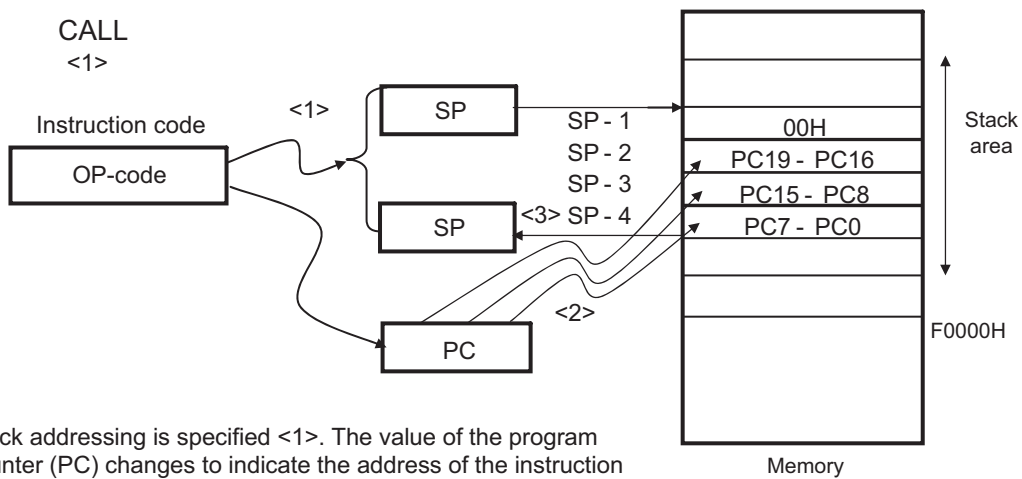 CALL
<1>
Instruction code
OP-code
<1>
SP
SP
PC
SP - 1
SP - 2
SP - 3
<3> SP - 4
<2>
00H
PC19 - PC16
PC15 - PC8
PC7 - PC0
Stack
area
F0000H
Memory
addressing is specified <1>. The value of the program
(PC) changes to indicate the address of the instruction